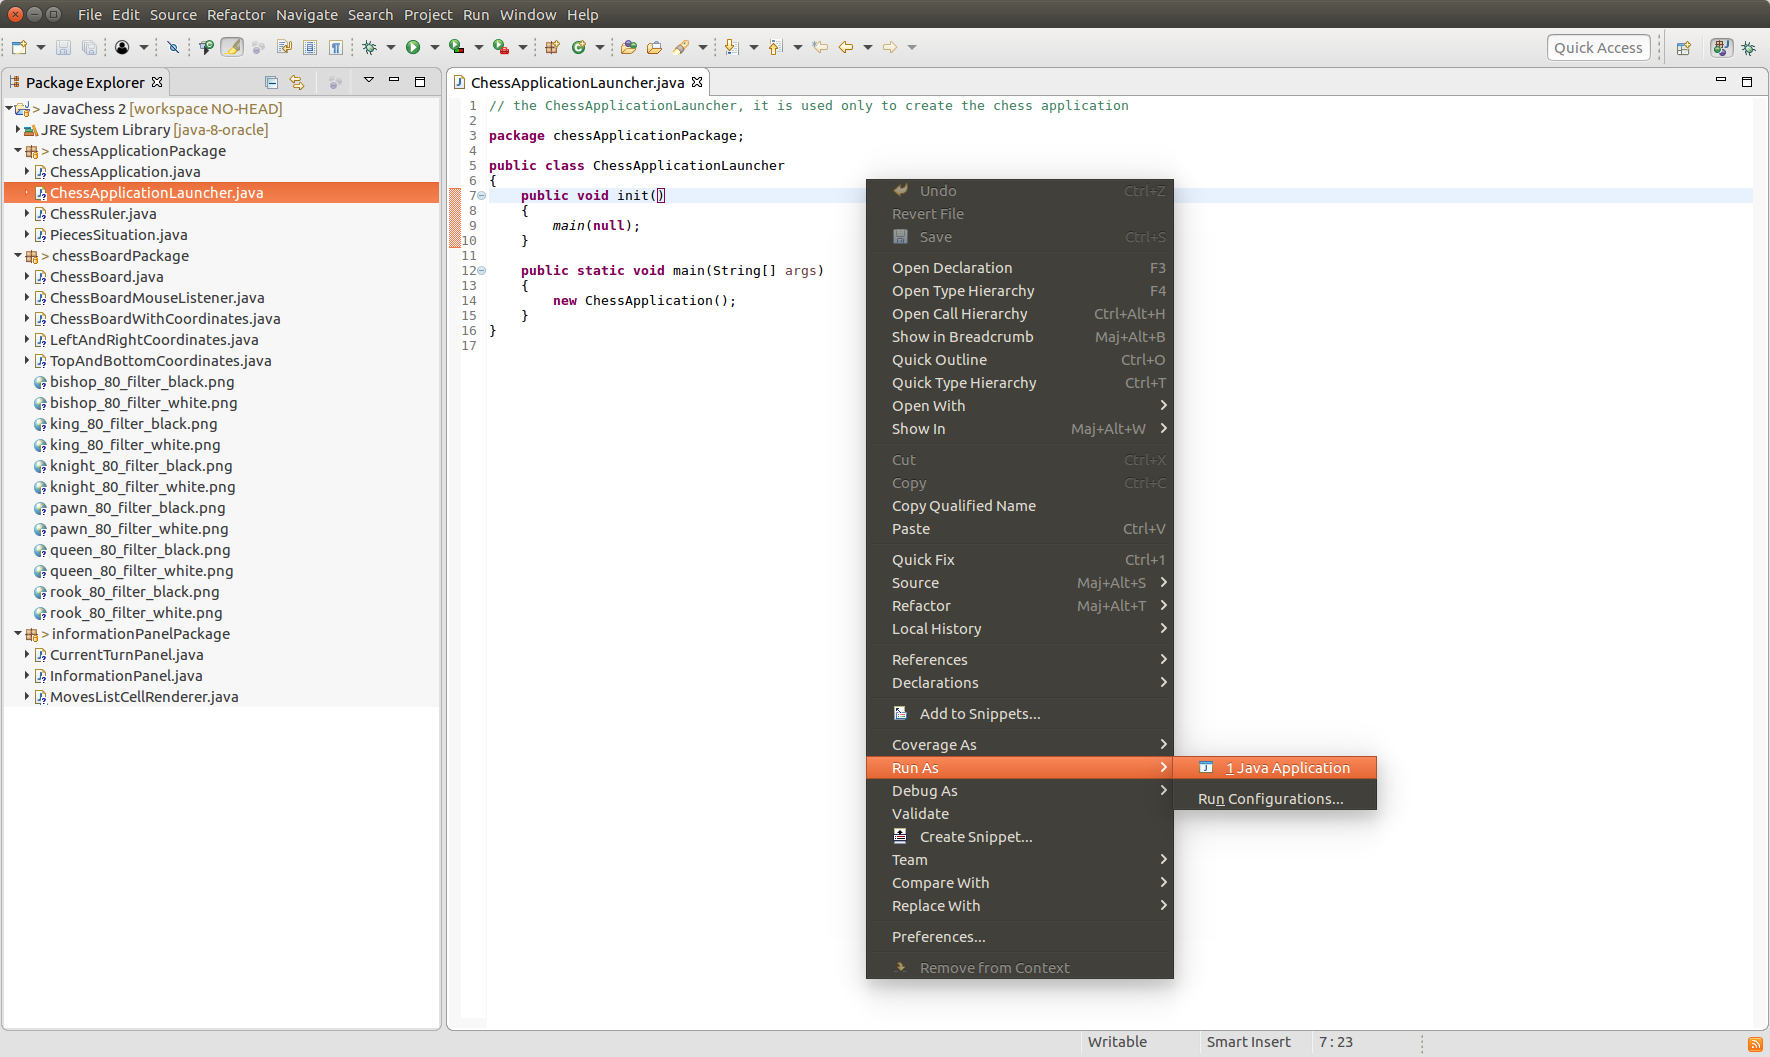 File Edit Source Refactor Navigate Search Project Run Window Help
Quick Access
Package Explorer
> JavaChess 2 [workspace NO-HEAD]
JRE System Library [java-8-oracle]
> chessApplicationPackage
ChessApplication.java
ChessApplicationLauncher.java
ChessRuler.java
PiecesSituation.java
> chessBoardPackage
ChessBoard.java
ChessBoardMouseListener.java
ChessBoardWithCoordinates.java
LeftAndRightCoordinates.java
TopAndBottomCoordinates.java
bishop_80_filter_black.png
bishop_80_filter_white.png
king_80_filter_black.png
king_80_filter_white.png
knight_80_filter_black.png
knight_80_filter_white.png
pawn_80_filter_black.png
pawn_80_filter_white.png
queen_80_filter_black.png
queen_80_filter_white.png
rook_80_filter_black.png
rook_80_filter_white.png
> informationPanelPackage
CurrentTurnPanel.java
InformationPanel.java
MovesListCellRenderer.java
ChessApplicationLauncher.java
1 // the ChessApplicationLauncher, it is used only to create the chess application
2
3 package chessApplicationPackage;
4
5 public class ChessApplicationLauncher
6 {
7 public void init()
8 {
9 main(null);
10 }
11
12 public static void main(String[] args)
13 {
14 new ChessApplication();
15 }
16 }
17
Undo Ctrl+Z
Revert File
Save Ctrl+S
Open Declaration F3
Open Type Hierarchy F4
Open Call Hierarchy Ctrl+Alt+H
Show in Breadcrumb Maj+Alt+B
Quick Outline Ctrl+O
Quick Type Hierarchy Ctrl+T
Open With
Show In Maj+Alt+W
Cut Ctrl+X
Copy Ctrl+C
Copy Qualified Name
Paste Ctrl+V
Quick Fix Ctrl+1
Source Maj+Alt+S
Refactor Maj+Alt+T
Local History
References
Declarations
Add to Snippets...
Coverage As
Run As
Debug As
Validate
Create Snippet...
Team
Compare With
Replace With
Preferences...
Remove from Context
1 Java Application
Run Configurations...
Writable Smart Insert 7 : 23